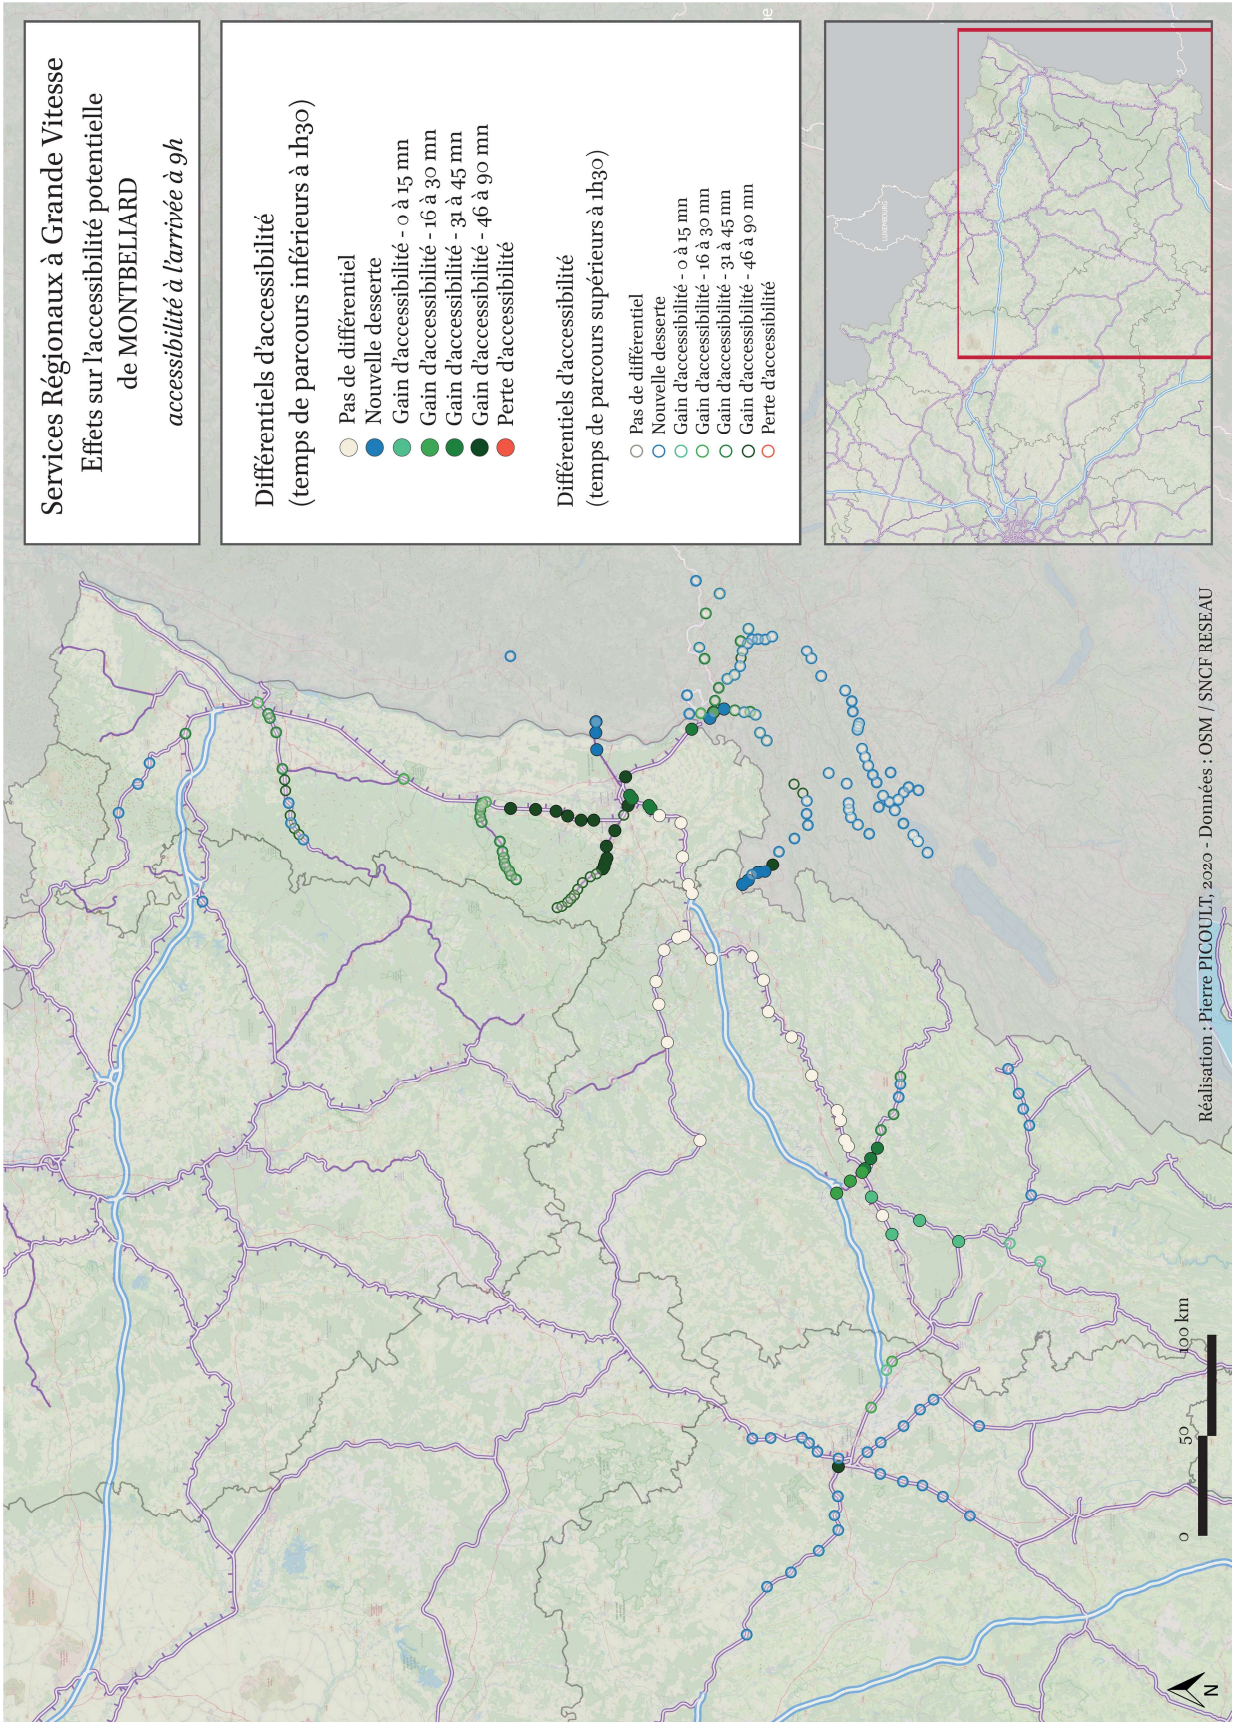 Services Régionaux à Grande Vitesse
Effets sur l'accessibilité potentielle
de MONTBELIARD
accessibilité à l'arrivée à 9h
Différentiels d'accessibilité
(temps de parcours inférieurs à 1h30)
Pas de différentiel
Nouvelle desserte
Gain d'accessibilité - 0 à 15 mn
Gain d'accessibilité - 16 à 30 mn
Gain d'accessibilité - 31 à 45 mn
Gain d'accessibilité - 46 à 90 mn
Perte d'accessibilité
Différentiels d'accessibilité
(temps de parcours supérieurs à 1h30)
Pas de différentiel
Nouvelle desserte
Gain d'accessibilité - 0 à 15 mn
Gain d'accessibilité - 16 à 30 mn
Gain d'accessibilité - 31 à 45 mn
Gain d'accessibilité - 46 à 90 mn
Perte d'accessibilité
LUXEMBOURG
N
0 50 100 km
Réalisation : Pierre PICOULT, 2020 - Données : OSM / SNCF RESEAU